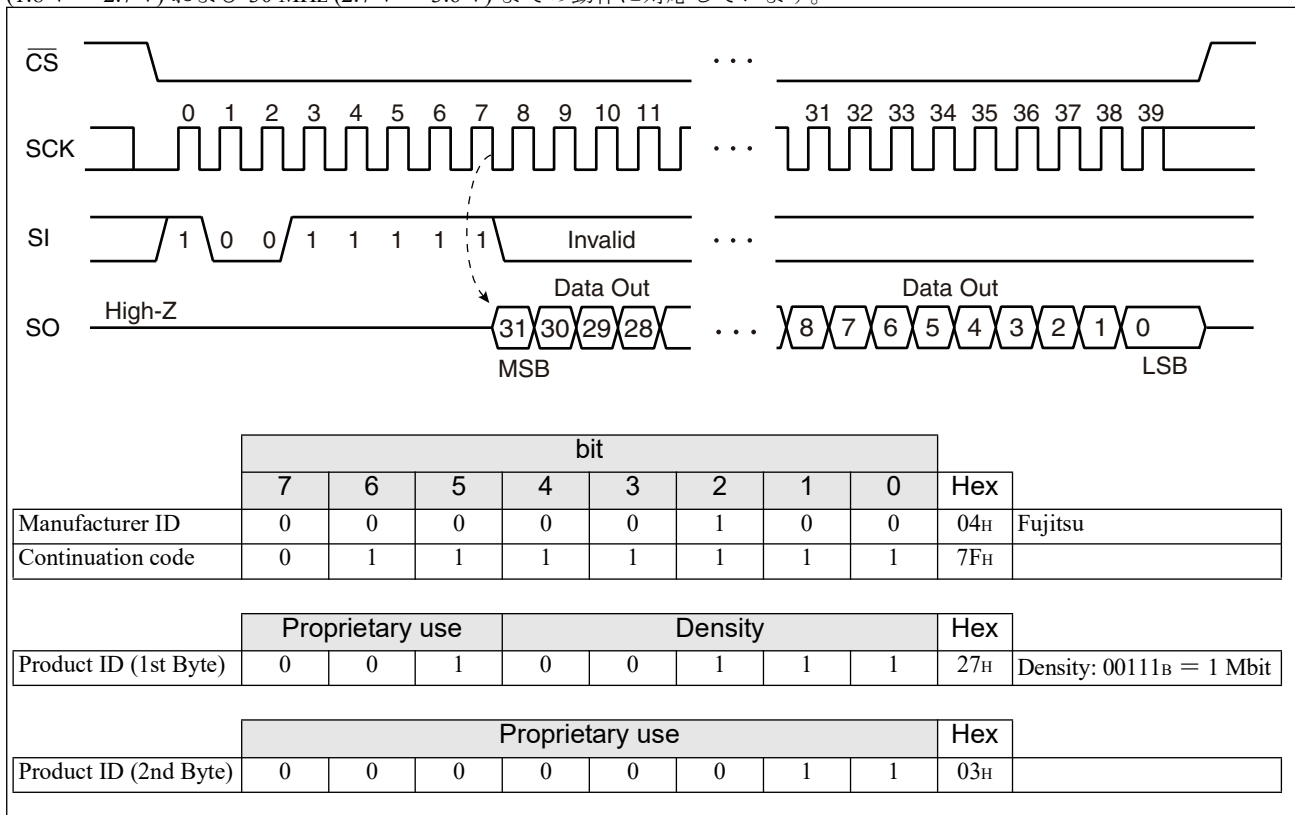 CS
0 1 2 3 4 5 6 7 8 9 10 11 31 32 33 34 35 36 37 38 39
SCK
SI 1 0 0 1 1 1 1 1 Invalid
Data Out Data Out
SO High-Z 31 30 29 28 8 7 6 5 4 3 2 1 0
MSB LSB
bit
7 6 5 4 3 2 1 0 Hex
Manufacturer ID 0 0 0 0 0 1 0 0 04H Fujitsu
Continuation code 0 1 1 1 1 1 1 1 7FH
Proprietary use Density Hex
Product ID (1st Byte) 0 0 1 0 0 1 1 1 27H Density: 00111B = 1 Mbit
Proprietary use Hex
Product ID (2nd Byte) 0 0 0 0 0 0 1 1 03H